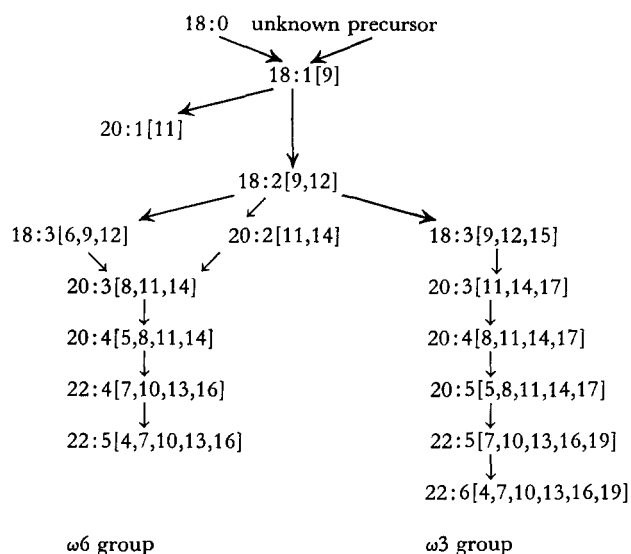 18:0 unknown precursor
18:1[9]
20:1[11]
18:2[9,12]
18:3[6,9,12] 20:2[11,14] 18:3[9,12,15]
20:3[8,11,14] 20:3[11,14,17]
20:4[5,8,11,14] 20:4[8,11,14,17]
22:4[7,10,13,16] 20:5[5,8,11,14,17]
22:5[4,7,10,13,16] 22:5[7,10,13,16,19]
22:6[4,7,10,13,16,19]
ω6 group ω3 group